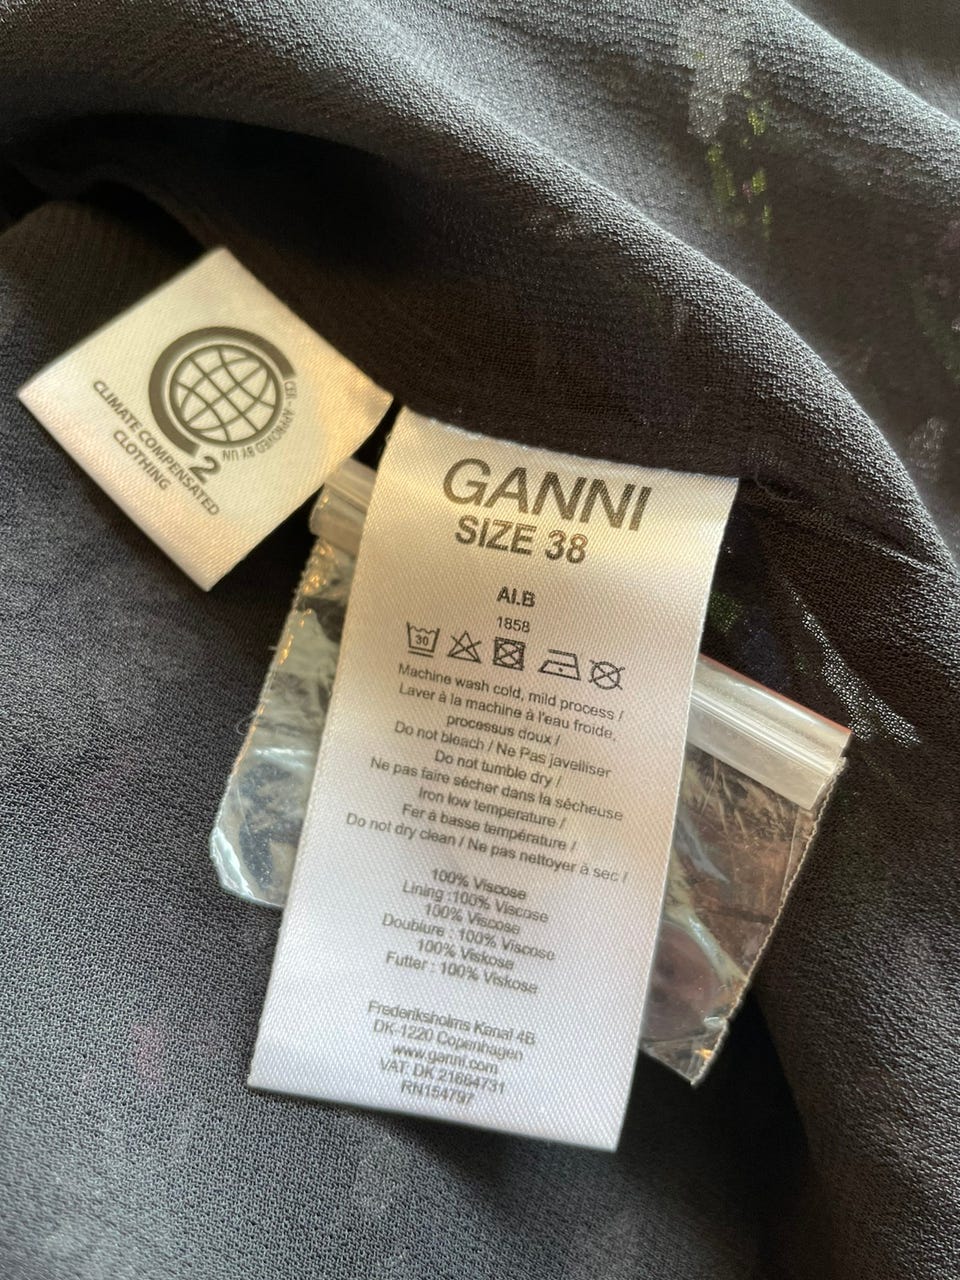 CER - APPROVED BY UN
2
CLIMATE COMPENSATED
CLOTHING
GANNI
SIZE 38
AI.B
1858
30
Machine wash cold, mild process /
Laver à la machine à l'eau froide,
processus doux /
Do not bleach / Ne Pas javelliser
Do not tumble dry /
Ne pas faire sécher dans la sécheuse
Iron low temperature /
Fer à basse température /
Do not dry clean / Ne pas nettoyer à sec /
100% Viscose
Lining :100% Viscose
100% Viscose
Doublure : 100% Viscose
100% Viskose
Futter : 100% Viskose
Frederiksholms Kanal 4B
DK-1220 Copenhagen
www.ganni.com
VAT: DK 21664731
RN154797